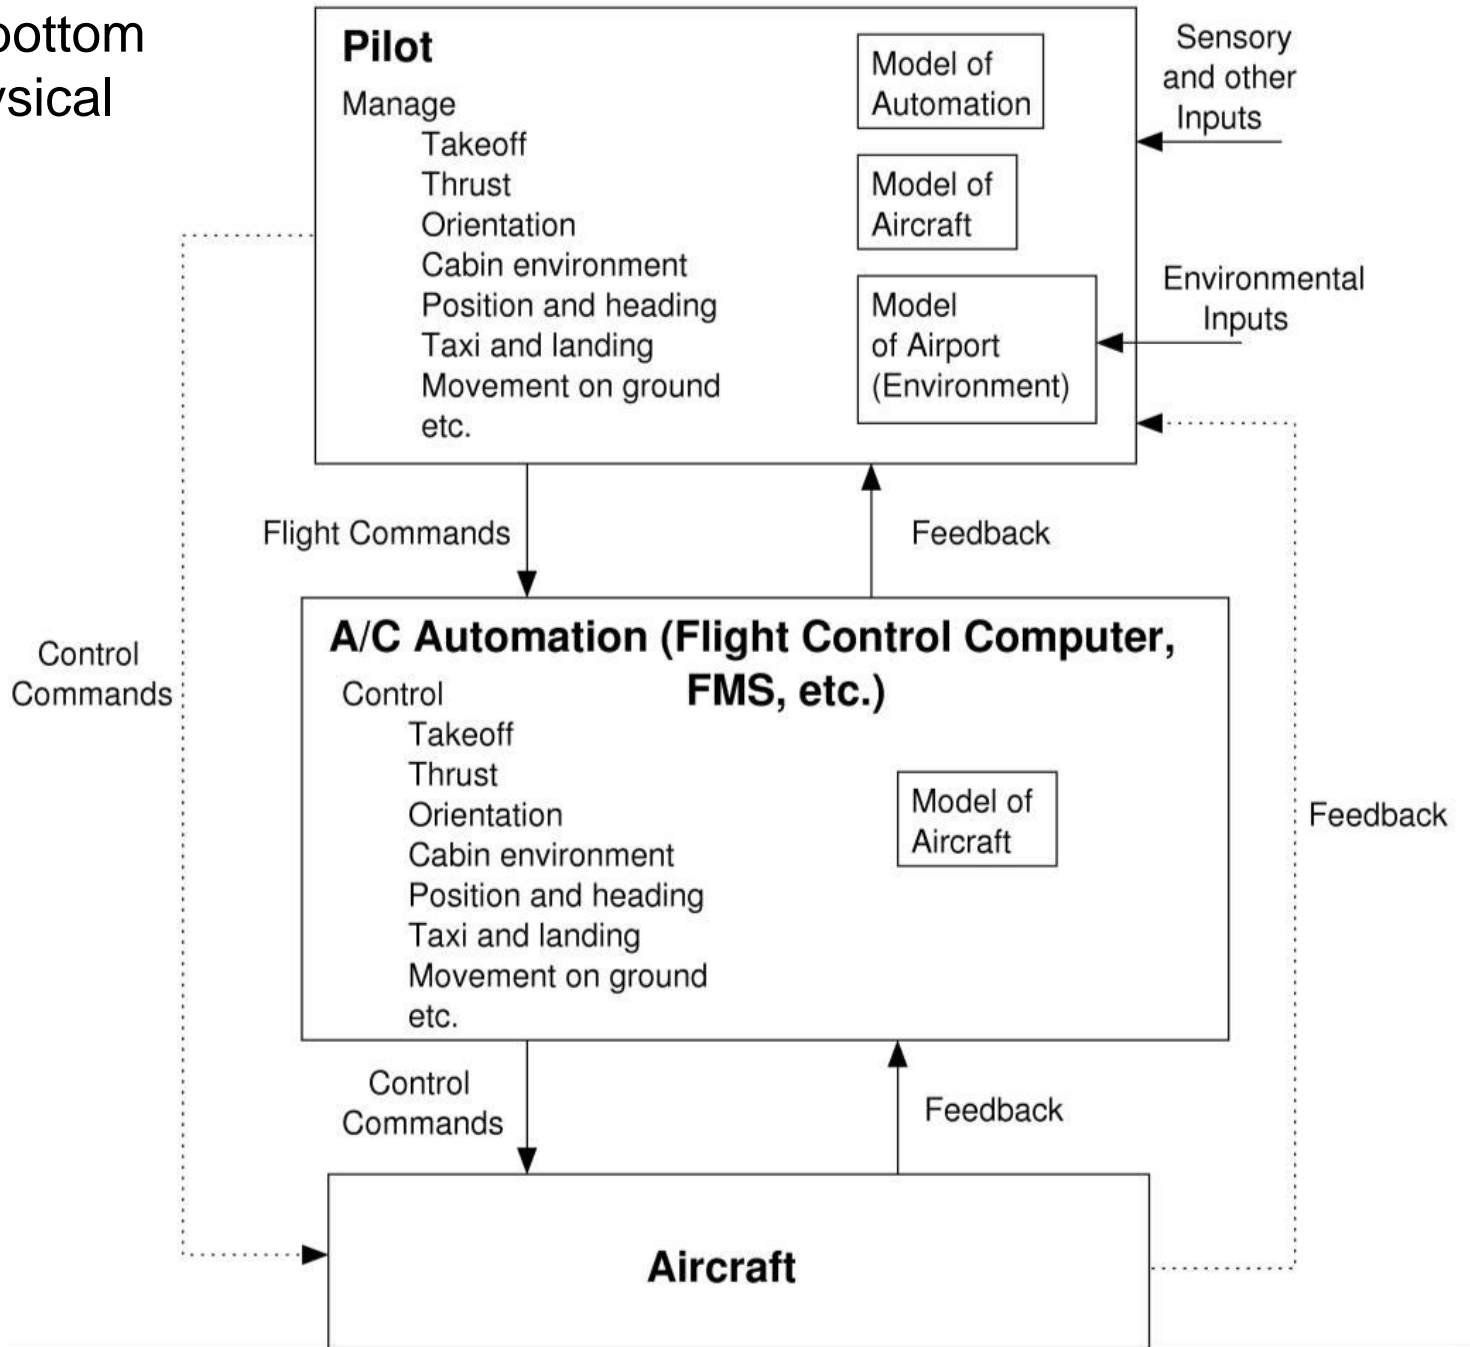 bottom
ysical
Pilot
Manage
Takeoff
Thrust
Orientation
Cabin environment
Position and heading
Taxi and landing
Movement on ground
etc.
Model of
Automation
Model of
Aircraft
Model
of Airport
(Environment)
Sensory
and other
Inputs
Environmental
Inputs
Flight Commands
Feedback
Control
Commands
A/C Automation (Flight Control Computer,
FMS, etc.)
Control
Takeoff
Thrust
Orientation
Cabin environment
Position and heading
Taxi and landing
Movement on ground
etc.
Model of
Aircraft
Feedback
Control
Commands
Feedback
Aircraft